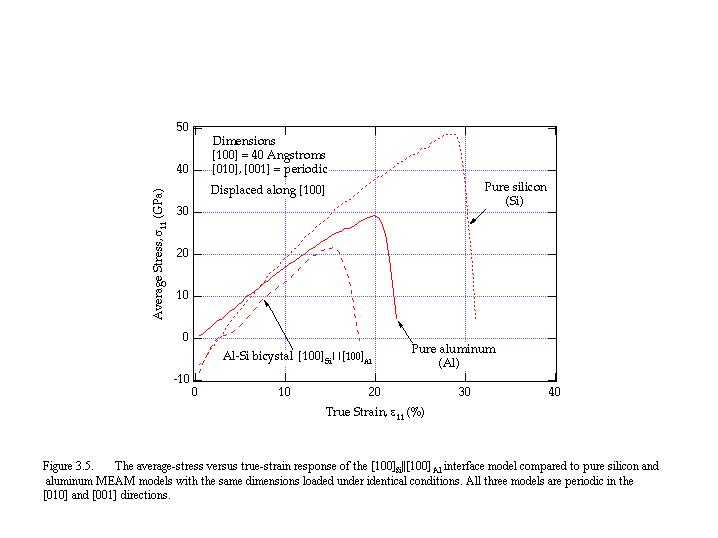 50
Dimensions
[100] = 40 Angstroms
[010], [001] = periodic
40
Displaced along [100]
Pure silicon
(Si)
30
20
10
0
-10
Average Stress, σ11 (GPa)
Al-Si bicystal [100]Si||[100]Al
Pure aluminum
(Al)
0 10 20 30 40
True Strain, ε11 (%)
Figure 3.5. The average-stress versus true-strain response of the [100]Si||[100]Al interface model compared to pure silicon and
aluminum MEAM models with the same dimensions loaded under identical conditions. All three models are periodic in the
[010] and [001] directions.